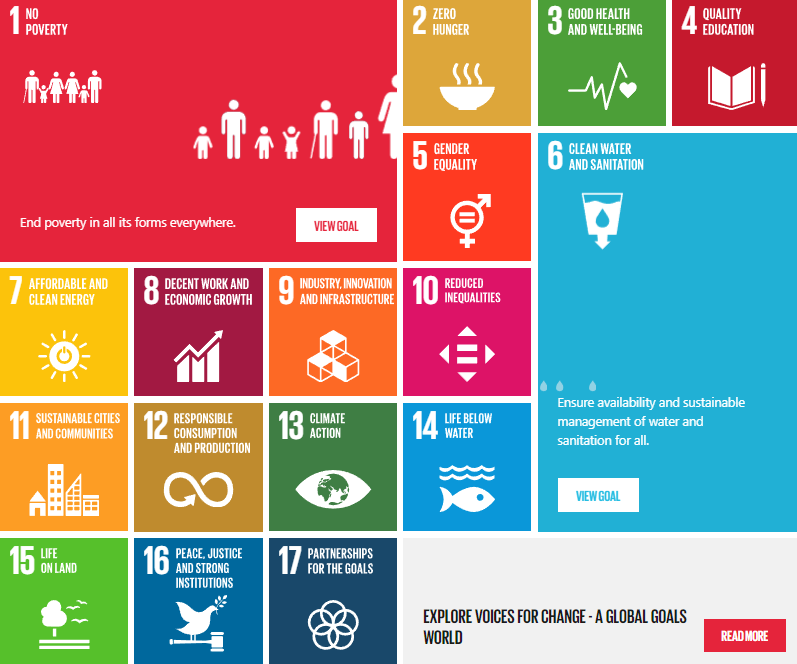 1 NO
POVERTY
End poverty in all its forms everywhere.
VIEW GOAL
2 ZERO
HUNGER
3 GOOD HEALTH
AND WELL-BEING
4 QUALITY
EDUCATION
5 GENDER
EQUALITY
6 CLEAN WATER
AND SANITATION
Ensure availability and sustainable
management of water and
sanitation for all.
VIEW GOAL
7 AFFORDABLE AND
CLEAN ENERGY
8 DECENT WORK AND
ECONOMIC GROWTH
9 INDUSTRY, INNOVATION
AND INFRASTRUCTURE
10 REDUCED
INEQUALITIES
11 SUSTAINABLE CITIES
AND COMMUNITIES
12 RESPONSIBLE
CONSUMPTION
AND PRODUCTION
13 CLIMATE
ACTION
14 LIFE BELOW
WATER
15 LIFE
ON LAND
16 PEACE, JUSTICE
AND STRONG
INSTITUTIONS
17 PARTNERSHIPS
FOR THE GOALS
EXPLORE VOICES FOR CHANGE - A GLOBAL GOALS
WORLD
READ MORE